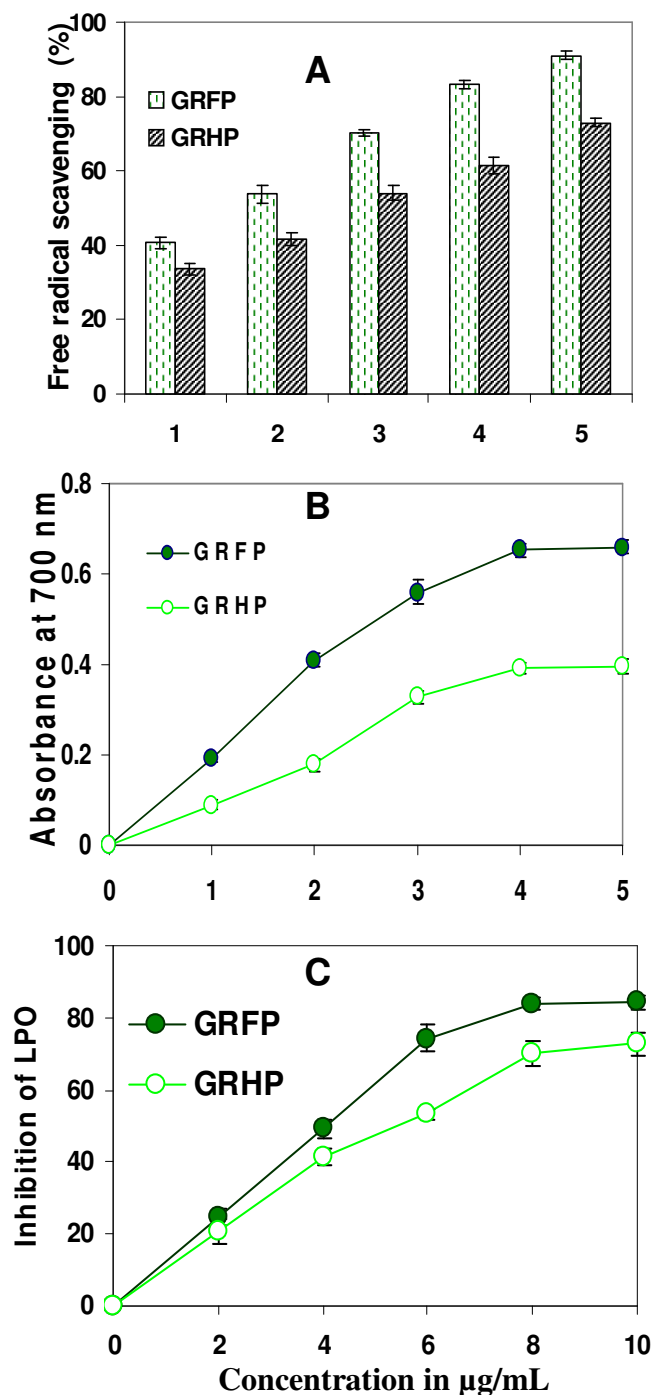 Free radical scavenging (%)
100
80
60
40
20
0
A
GRFP
GRHP
1 2 3 4 5
Absorbance at 700 nm
0.8
0.6
0.4
0.2
0
B
GRFP
GRHP
0 1 2 3 4 5
Inhibition of LPO
100
80
60
40
20
0
C
GRFP
GRHP
0 2 4 6 8 10
Concentration in µg/mL